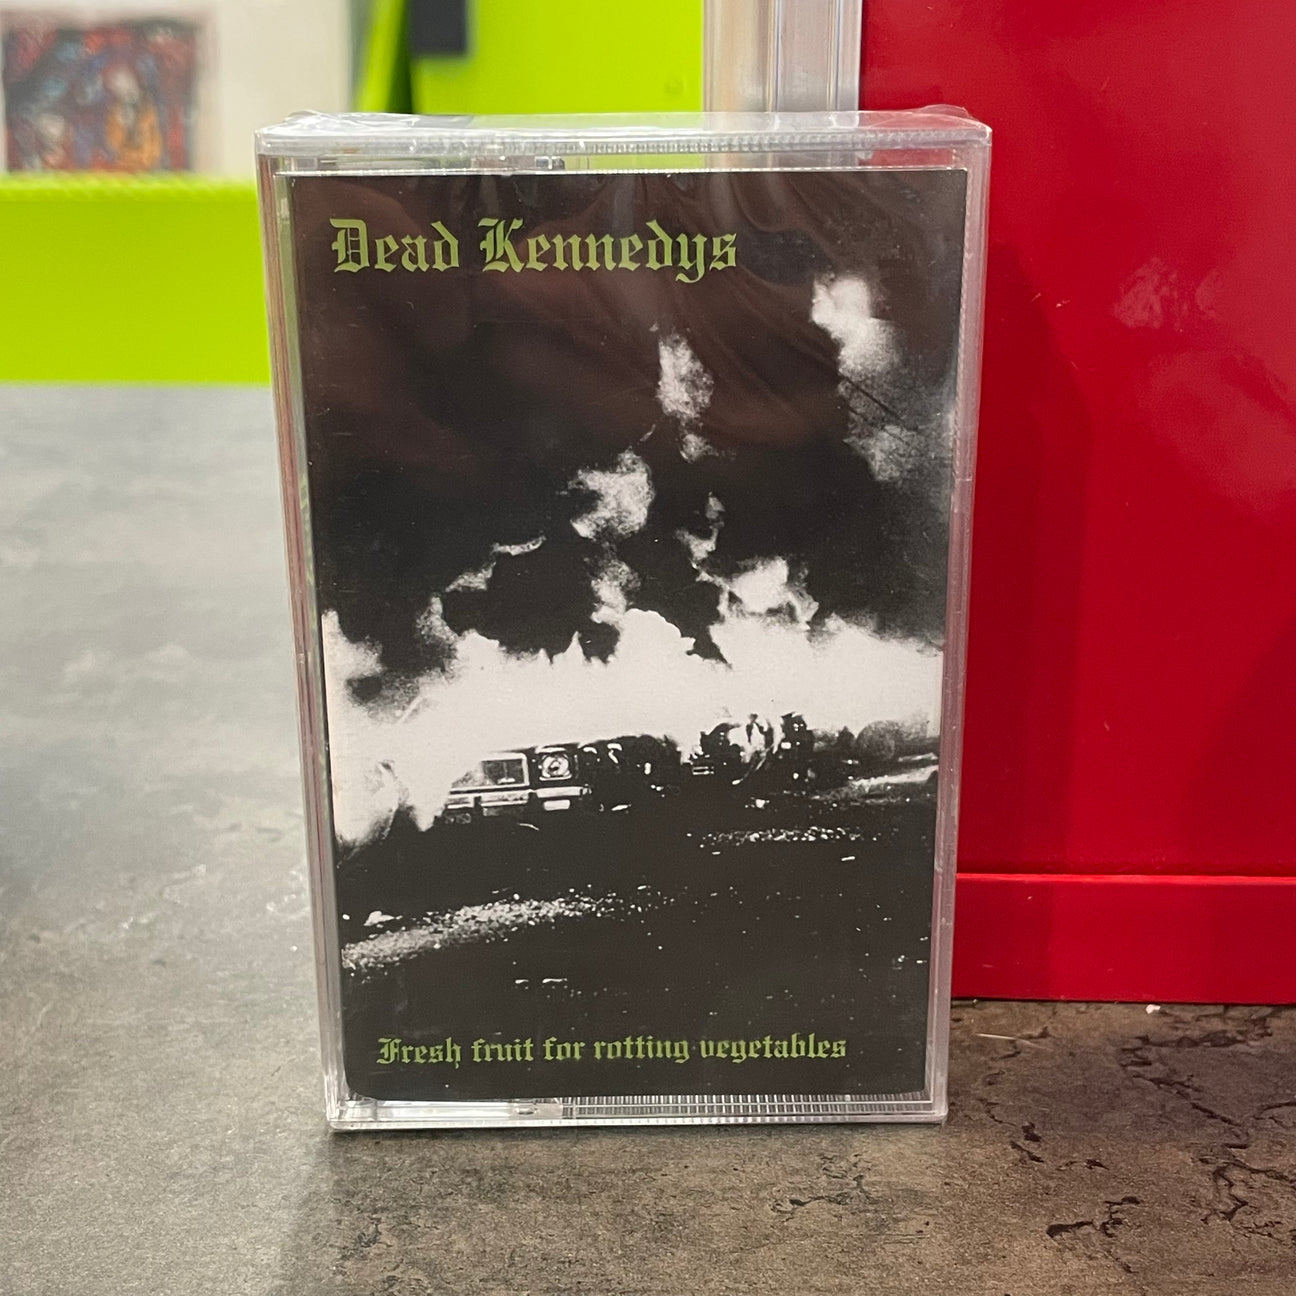 Dead Kennedys
Fresh fruit for rotting vegetables